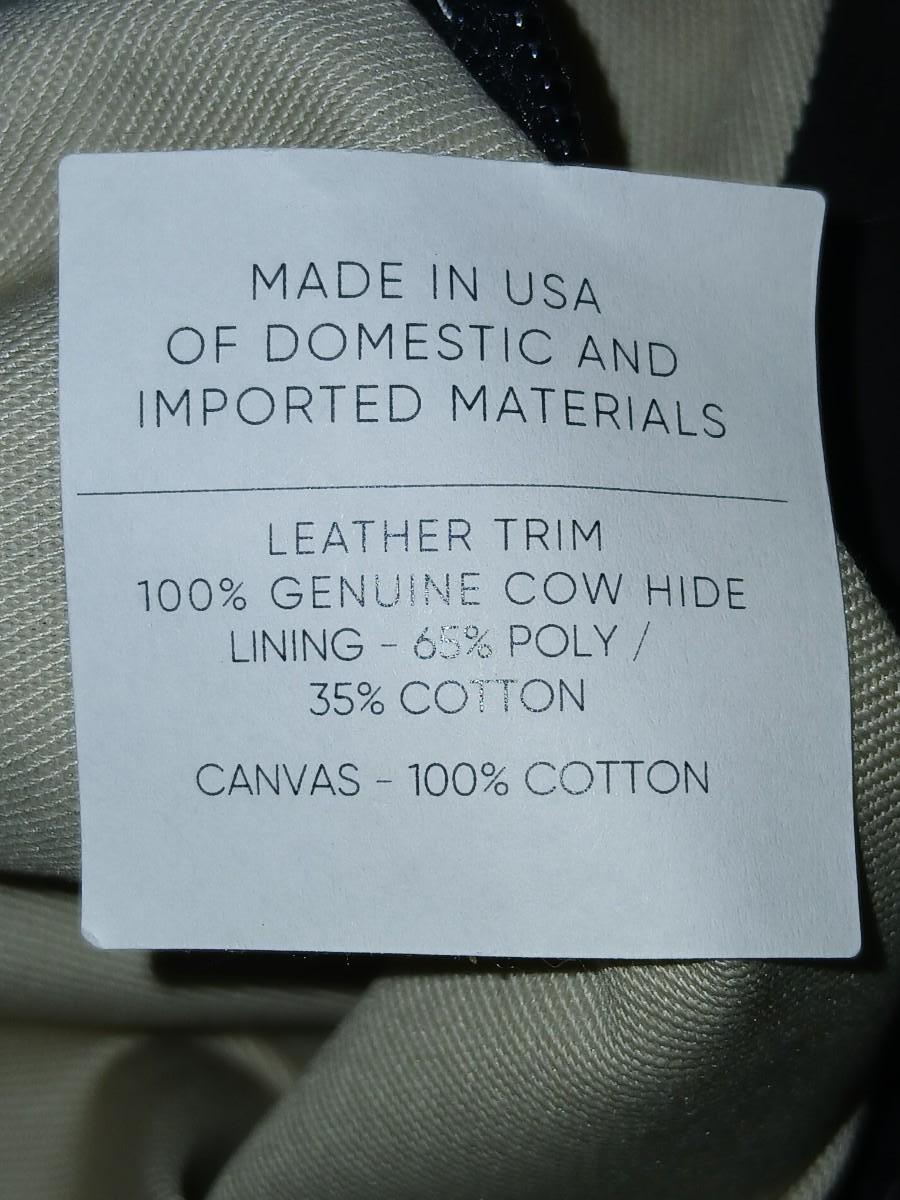 MADE IN USA
OF DOMESTIC AND
IMPORTED MATERIALS
LEATHER TRIM
100% GENUINE COW HIDE
LINING - 65% POLY /
35% COTTON
CANVAS - 100% COTTON